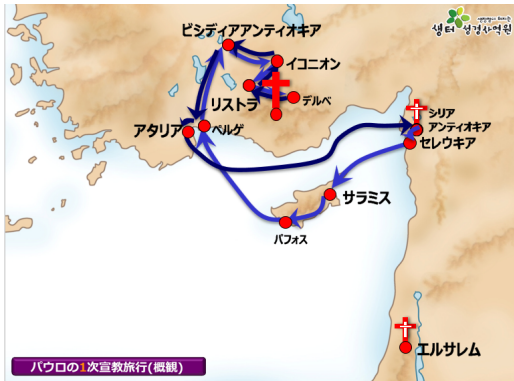 샘터성경사역원
ビシディアアンティオキア
イコニオン
リストラ
デルベ
シリア
アンティオキア
アタリア
ペルゲ
セレウキア
サラミス
パフォス
エルサレム
パウロの1次宣教旅行(概観)